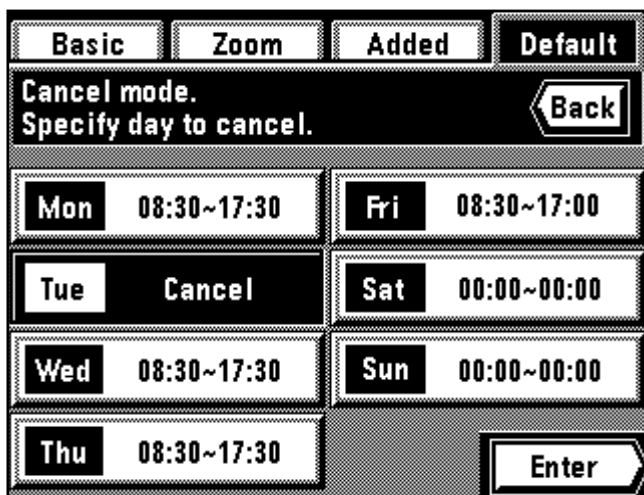 Basic Zoom Added Default
Cancel mode.
Specify day to cancel.
Back
Mon 08:30~17:30
Fri 08:30~17:00
Tue Cancel
Sat 00:00~00:00
Wed 08:30~17:30
Sun 00:00~00:00
Thu 08:30~17:30
Enter